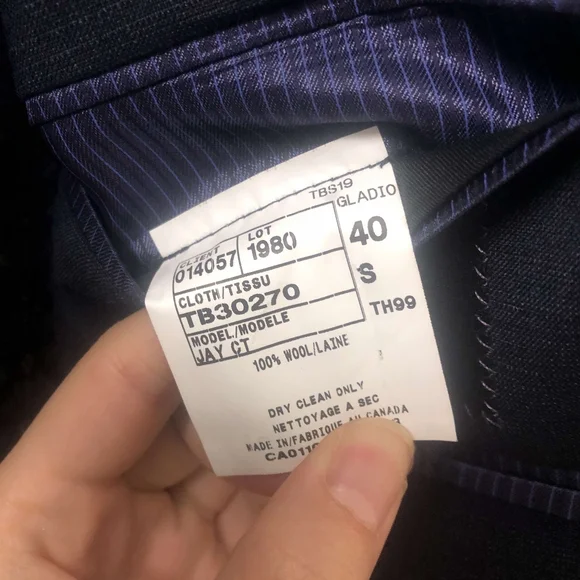 TBS19
GLADIO
CLIENT LOT
014057 1980 40
CLOTH/TISSU S
TB30270 TH99
MODEL/MODELE
JAY CT
100% WOOL/LAINE
DRY CLEAN ONLY
NETTOYAGE A SEC
MADE IN/FABRIQUE AU CANADA
CA011